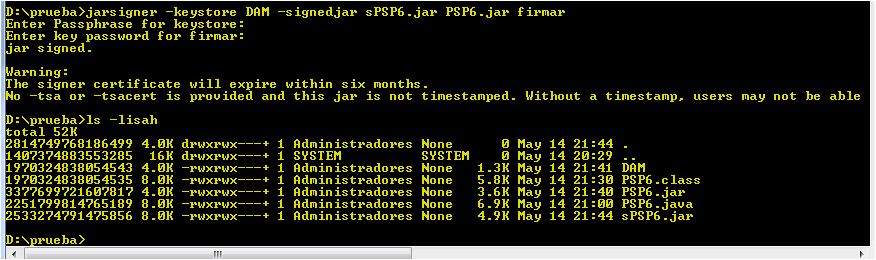 D:\prueba>jarsigner -keystore DAM -signedjar sPSP6.jar PSP6.jar firmar
Enter Passphrase for keystore:
Enter key password for firmar:
jar signed.
Warning:
The signer certificate will expire within six months.
No -tsa or -tsacert is provided and this jar is not timestamped. Without a timestamp, users may not be able
D:\prueba>ls -lisah
total 52K
2814749768186499 4.0K drwxrwx---+ 1 Administradores None 0 May 14 21:44 .
1407374883553285 16K drwxrwx---+ 1 SYSTEM SYSTEM 0 May 14 20:29 ..
1970324838054543 4.0K -rwxrwx---+ 1 Administradores None 1.3K May 14 21:41 DAM
1970324838054535 8.0K -rwxrwx---+ 1 Administradores None 5.8K May 14 21:30 PSP6.class
3377699721607817 4.0K -rwxrwx---+ 1 Administradores None 3.6K May 14 21:40 PSP6.jar
2251799814765189 8.0K -rwxrwx---+ 1 Administradores None 6.9K May 14 21:00 PSP6.java
2533274791475856 8.0K -rwxrwx---+ 1 Administradores None 4.9K May 14 21:44 sPSP6.jar
D:\prueba>